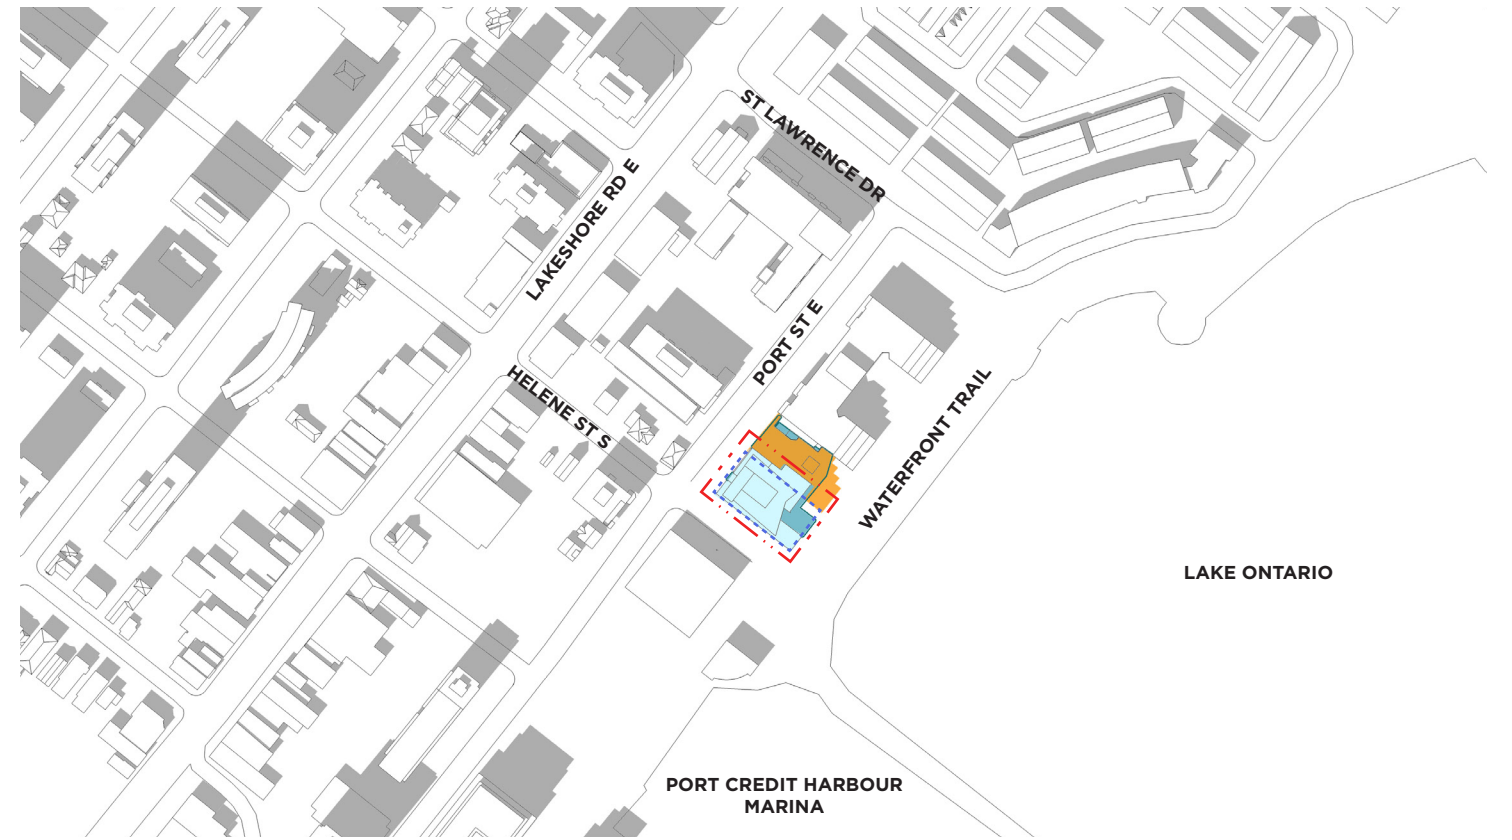 ST LAWRENCE DR
LAKESHORE RD E
PORT ST E
HELENE ST S
WATERFRONT TRAIL
LAKE ONTARIO
PORT CREDIT HARBOUR
MARINA